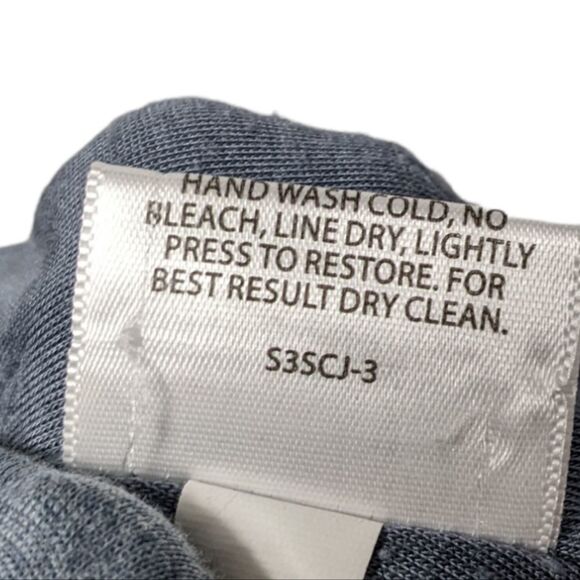 HAND WASH COLD, NO
BLEACH, LINE DRY, LIGHTLY
PRESS TO RESTORE. FOR
BEST RESULT DRY CLEAN.
S3SCJ-3